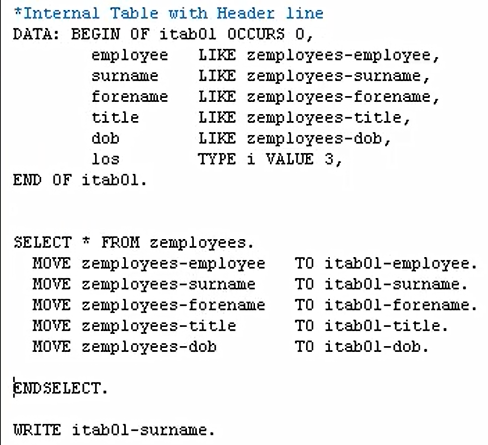 *Internal Table with Header line
DATA: BEGIN OF itab01 OCCURS 0,
employee LIKE zemployees-employee,
surname LIKE zemployees-surname,
forename LIKE zemployees-forename,
title LIKE zemployees-title,
dob LIKE zemployees-dob,
los TYPE i VALUE 3,
END OF itab01.
SELECT * FROM zemployees.
MOVE zemployees-employee TO itab01-employee.
MOVE zemployees-surname TO itab01-surname.
MOVE zemployees-forename TO itab01-forename.
MOVE zemployees-title TO itab01-title.
MOVE zemployees-dob TO itab01-dob.
ENDSELECT.
WRITE itab01-surname.